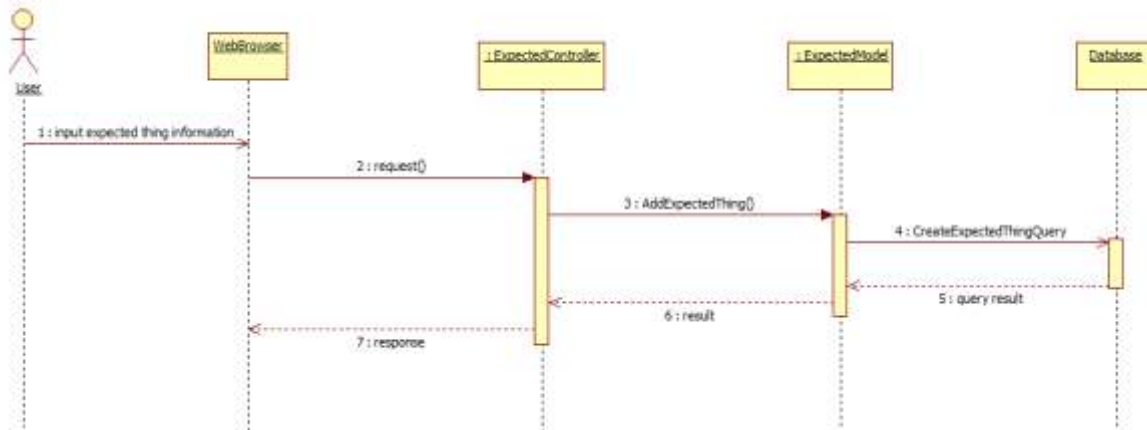 WebBrowser
: ExpectedController
: ExpectedModel
Database
User
1 : input expected thing information
2 : request()
3 : AddExpectedThing()
4 : CreateExpectedThingQuery
5 : query result
6 : result
7 : response